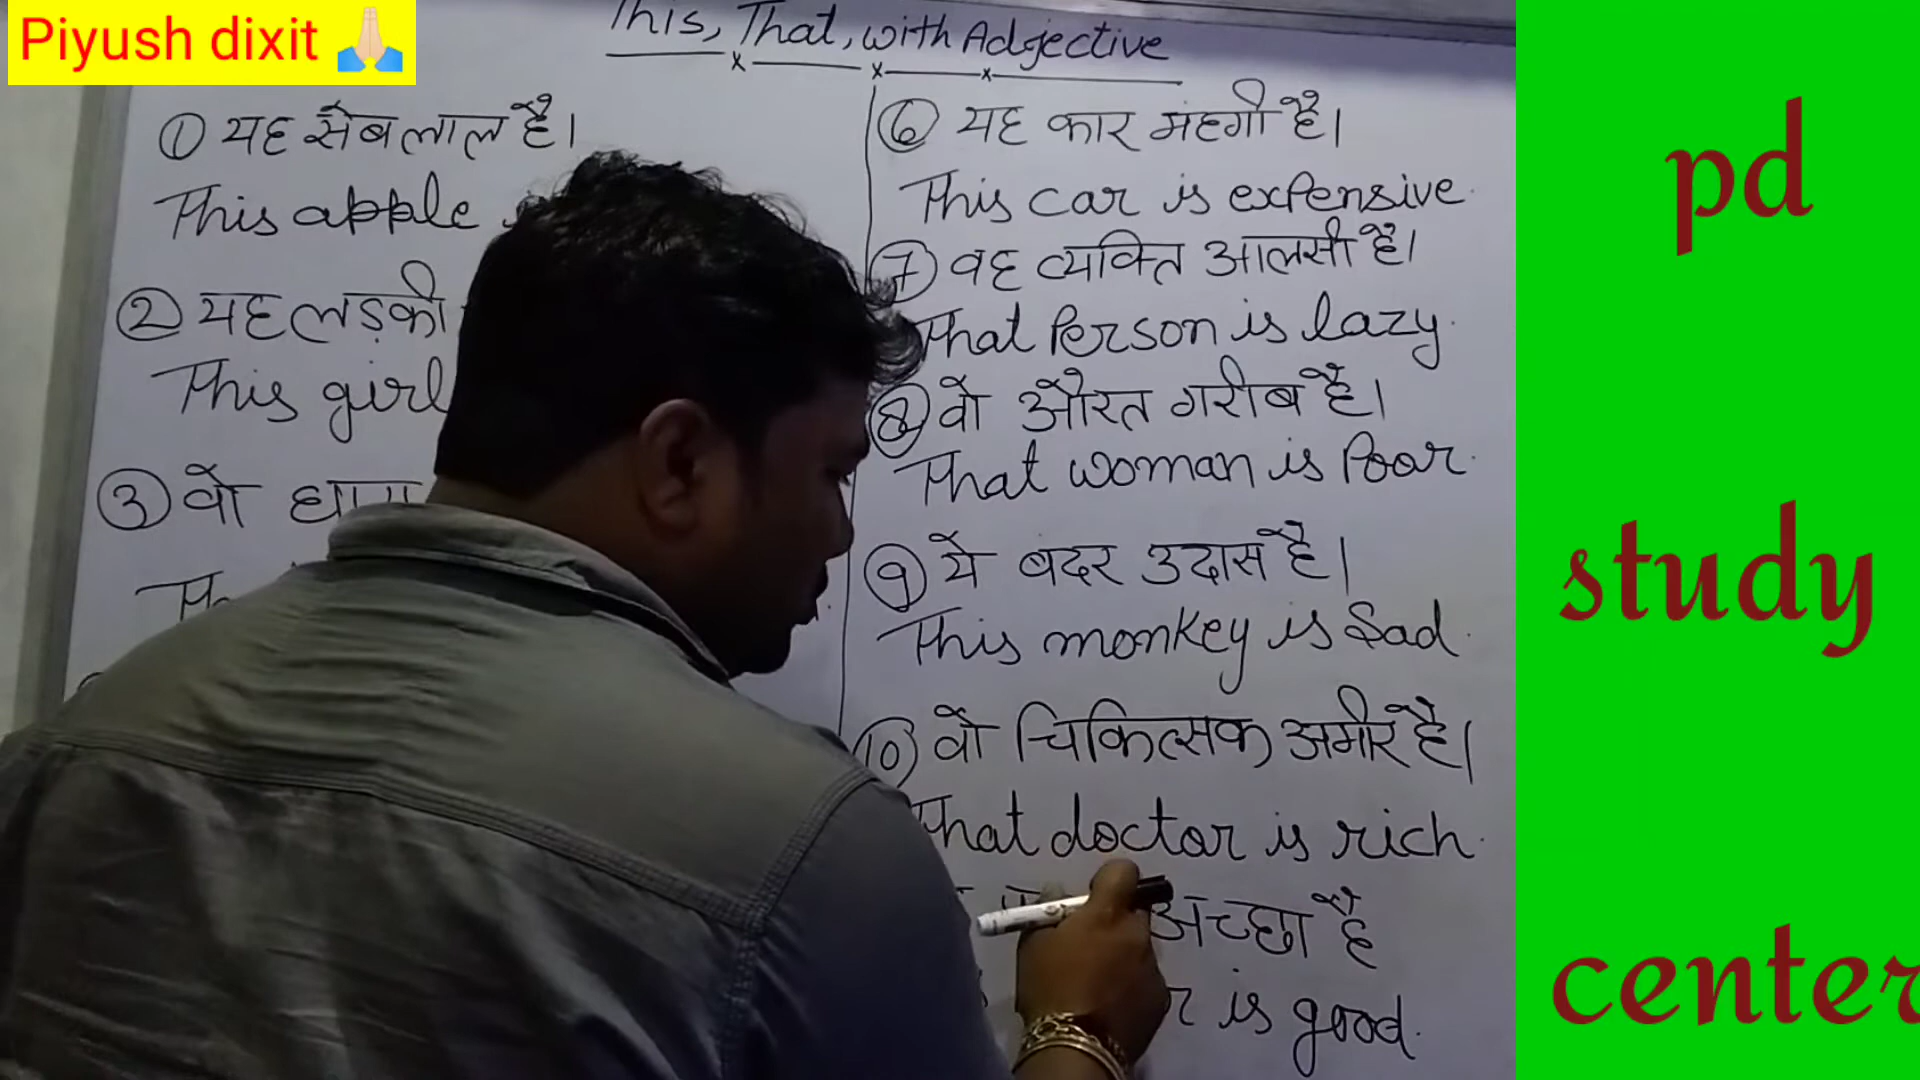 Piyush dixit 🙏🏻
This, That, with Adjective
① यह सेब लाल है।
This apple
② यह लड़की
This girl
③ वो
⑥ यह कार मंहगी है।
This car is expensive.
⑦ वह व्यक्ति आलसी है।
That Person is lazy.
⑧ वो औरत गरीब है।
That woman is Poor.
⑨ ये बदर उदास है।
This monkey is Sad.
⑩ वो चिकित्सक अमीर है।
That doctor is rich.
अच्छा है
is good.
pd
study
center